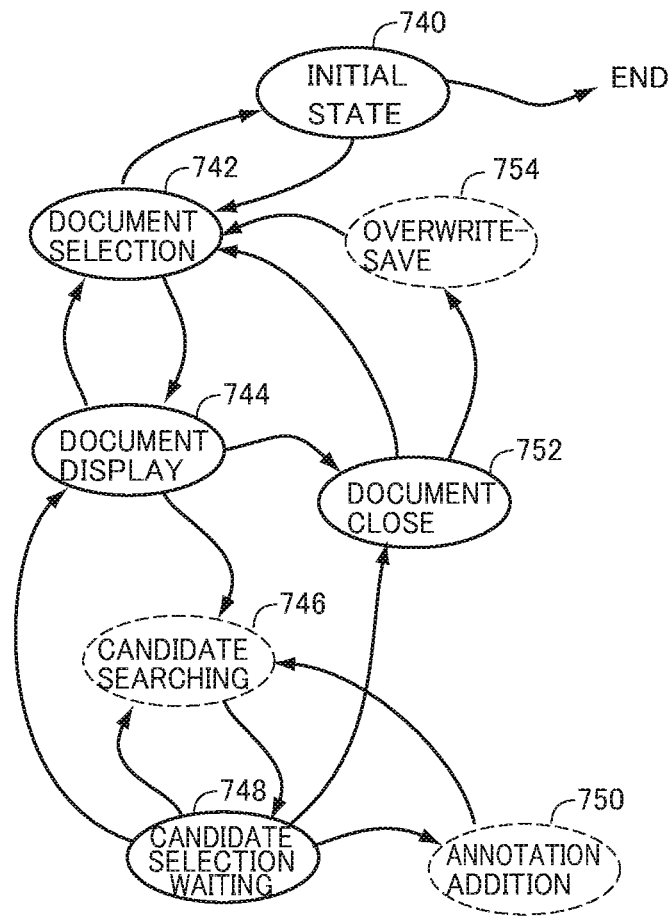 740
INITIAL
STATE
END
742
DOCUMENT
SELECTION
754
OVERWRITE-
SAVE
744
DOCUMENT
DISPLAY
752
DOCUMENT
CLOSE
746
CANDIDATE
SEARCHING
748
CANDIDATE
SELECTION
WAITING
750
ANNOTATION
ADDITION